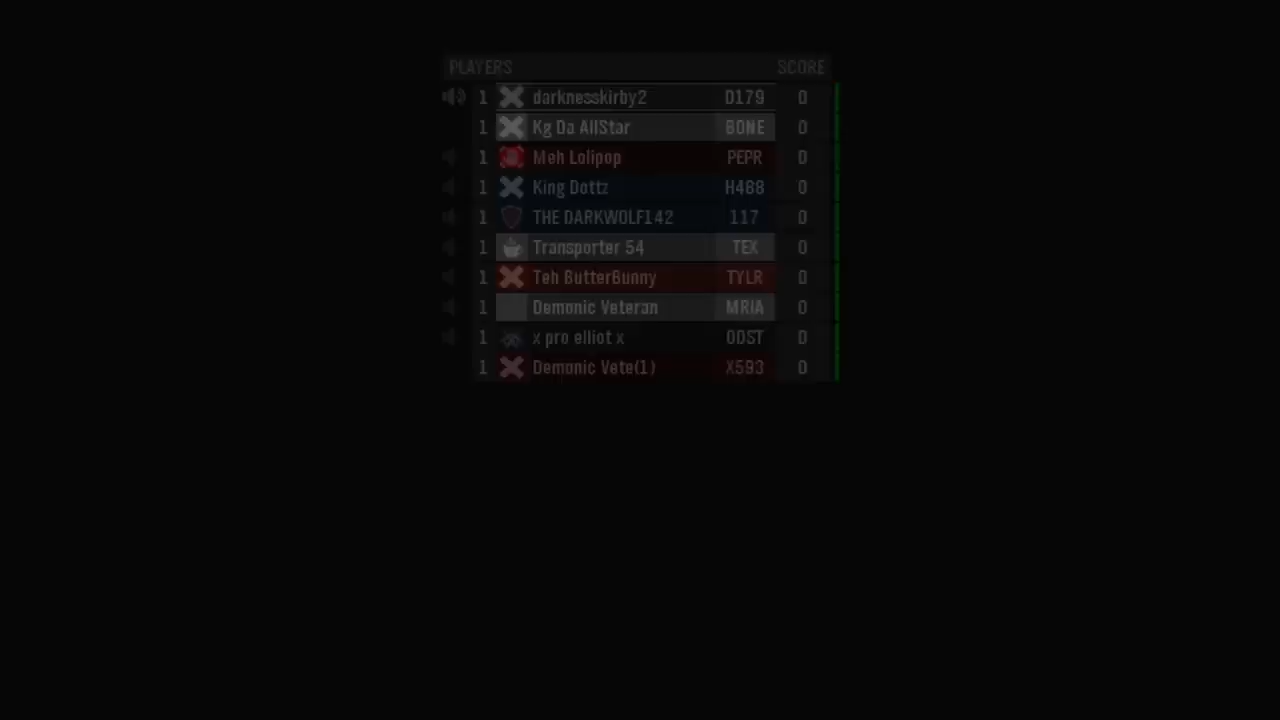 PLAYERS SCORE
1 darknesskirby2 D179 0
1 Kg Da AllStar BONE 0
1 Meh Lolipop PEPR 0
1 King Dottz H488 0
1 THE DARKWOLF142 117 0
1 Transporter 54 TEX 0
1 Teh ButterBunny TYLR 0
1 Demonic Veteran MRIA 0
1 x pro elliot x ODST 0
1 Demonic Vete(1) X593 0